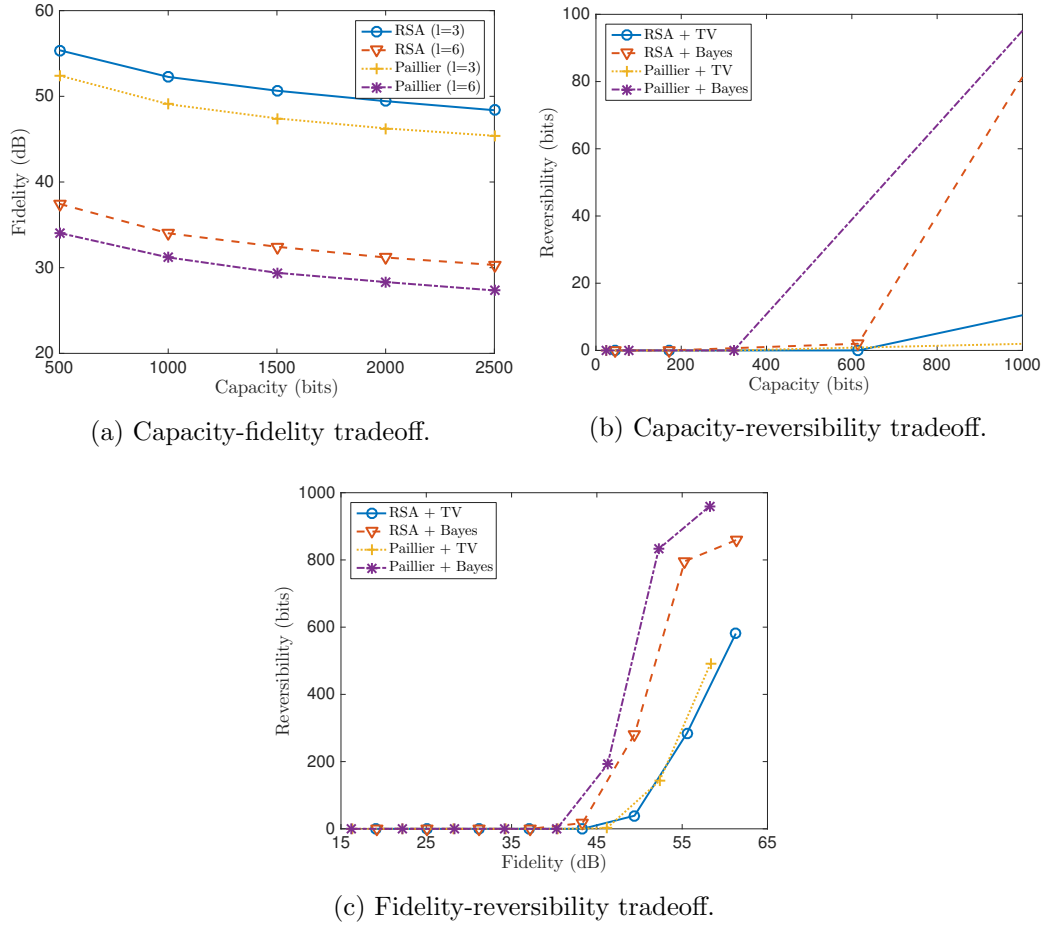 60
50
40
30
20
500 1000 1500 2000 2500
Fidelity (dB)
Capacity (bits)
RSA (l=3)
RSA (l=6)
Paillier (l=3)
Paillier (l=6)
(a) Capacity-fidelity tradeoff.
100
80
60
40
20
0
0 200 400 600 800 1000
Reversibility (bits)
Capacity (bits)
RSA + TV
RSA + Bayes
Paillier + TV
Paillier + Bayes
(b) Capacity-reversibility tradeoff.
1000
800
600
400
200
0
15 25 35 45 55 65
Reversibility (bits)
Fidelity (dB)
RSA + TV
RSA + Bayes
Paillier + TV
Paillier + Bayes
(c) Fidelity-reversibility tradeoff.